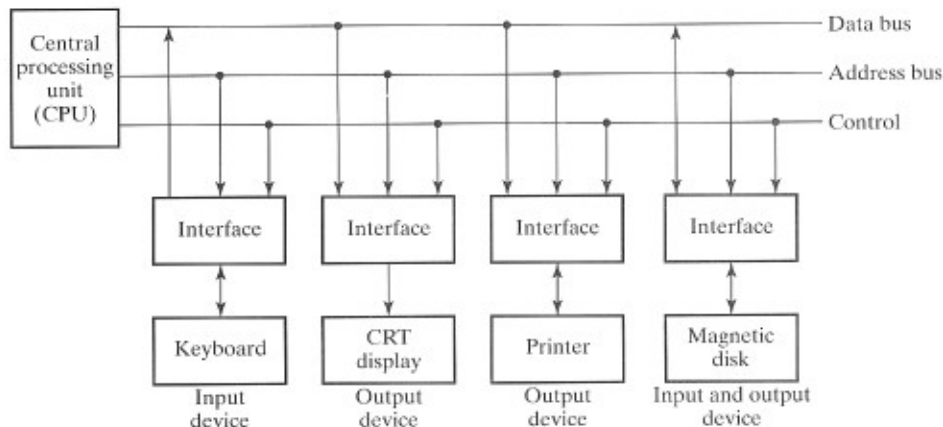 Central
processing
unit
(CPU)
Data bus
Address bus
Control
Interface
Interface
Interface
Interface
Keyboard
CRT
display
Printer
Magnetic
disk
Input
device
Output
device
Output
device
Input and output
device